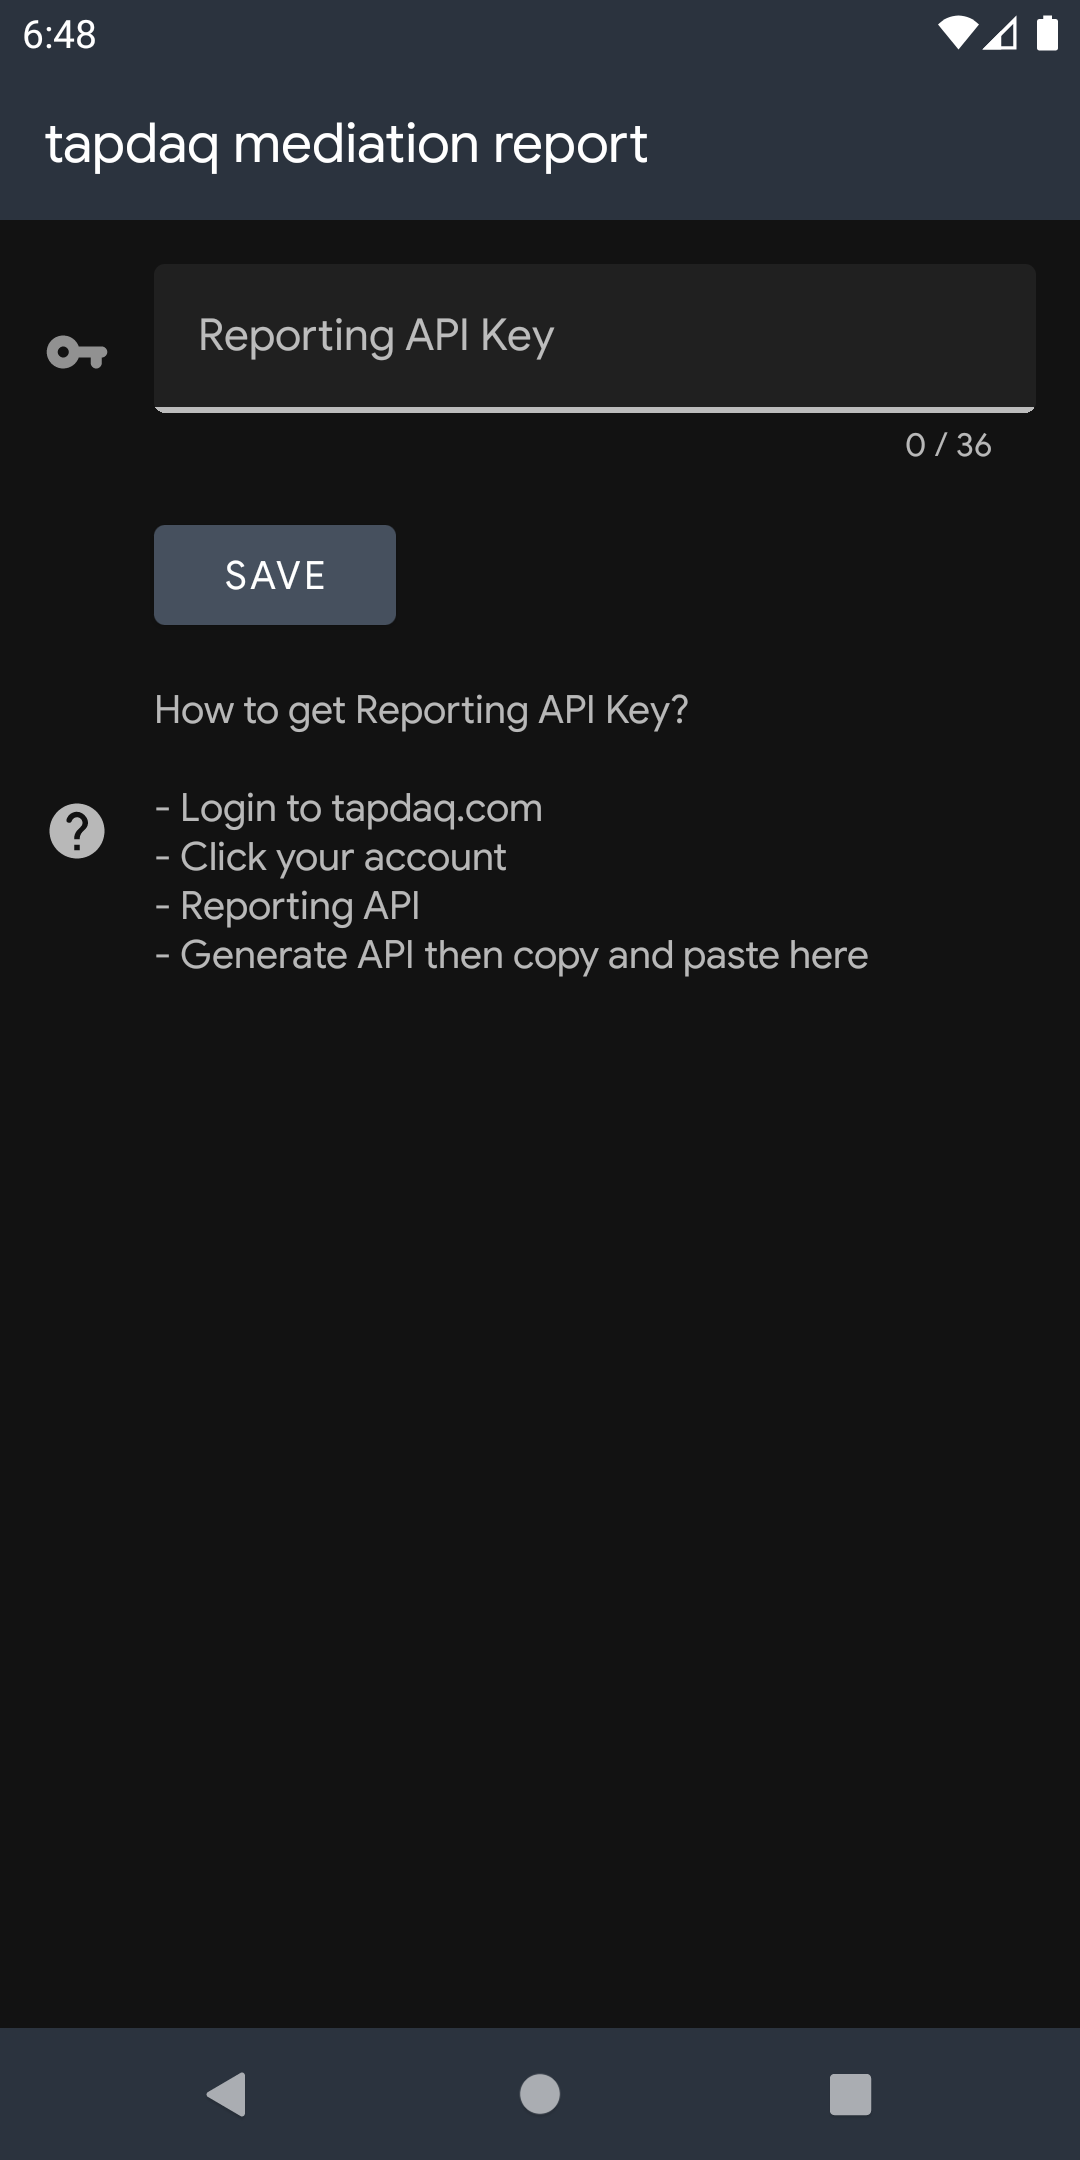 6:48
tapdaq mediation report
Reporting API Key
0 / 36
SAVE
How to get Reporting API Key?
- Login to tapdaq.com
- Click your account
- Reporting API
- Generate API then copy and paste here